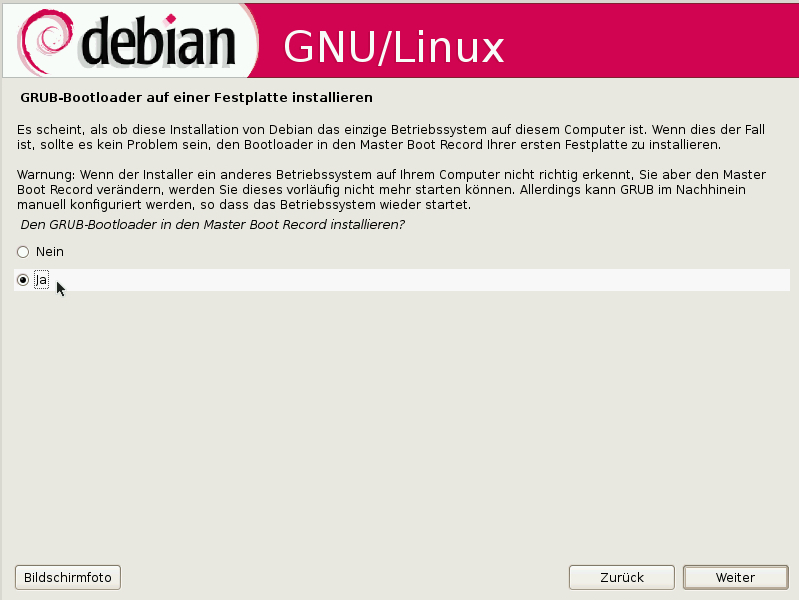 debian GNU/Linux
GRUB-Bootloader auf einer Festplatte installieren
Es scheint, als ob diese Installation von Debian das einzige Betriebssystem auf diesem Computer ist. Wenn dies der Fall
ist, sollte es kein Problem sein, den Bootloader in den Master Boot Record Ihrer ersten Festplatte zu installieren.
Warnung: Wenn der Installer ein anderes Betriebssystem auf Ihrem Computer nicht richtig erkennt, Sie aber den Master
Boot Record verändern, werden Sie dieses vorläufig nicht mehr starten können. Allerdings kann GRUB im Nachhinein
manuell konfiguriert werden, so dass das Betriebssystem wieder startet.
Den GRUB-Bootloader in den Master Boot Record installieren?
Nein
Ja
Bildschirmfoto Zurück Weiter